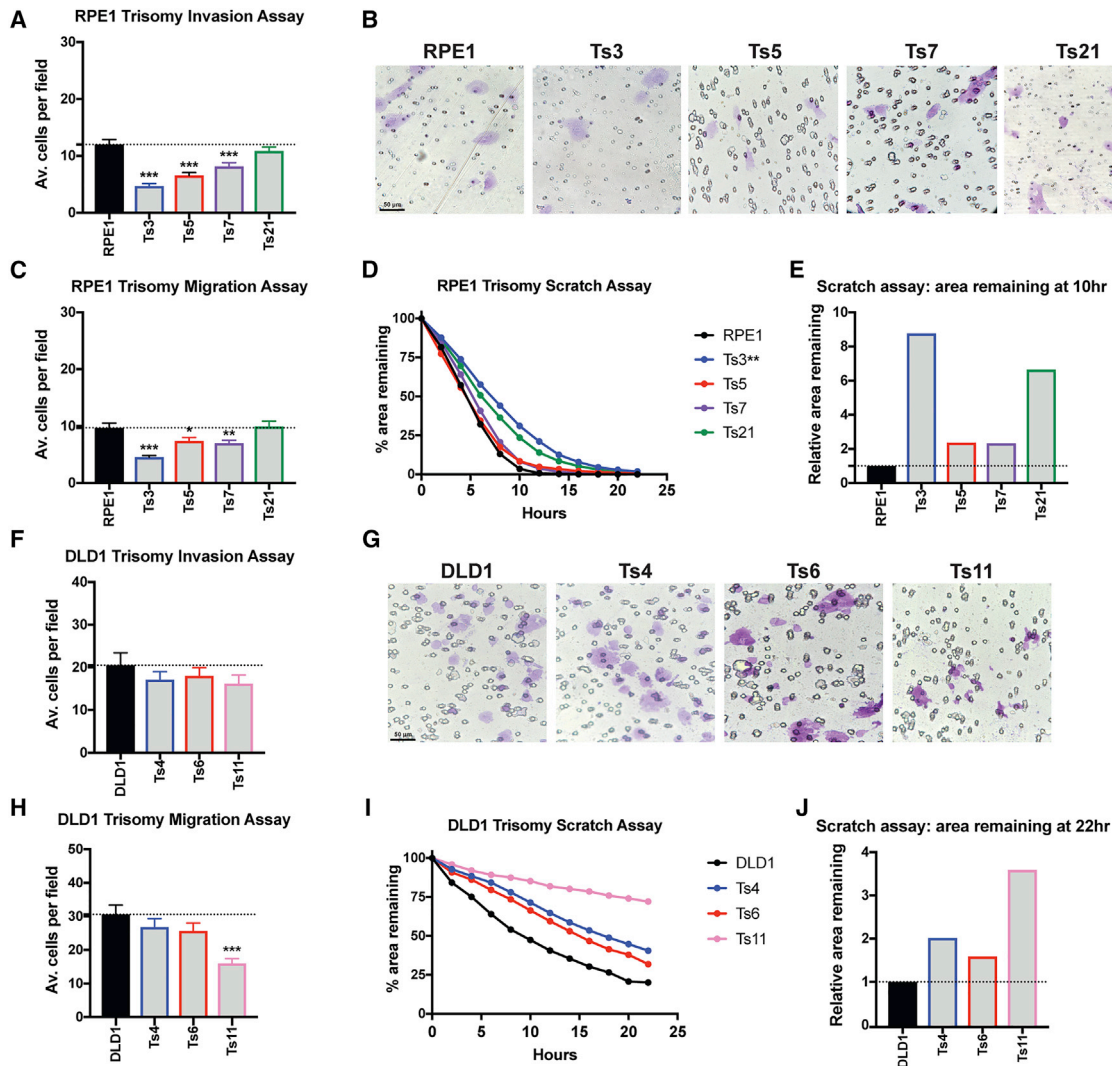 A
RPE1 Trisomy Invasion Assay
Av. cells per field
30
20
10
0
RPE1
Ts3
Ts5
Ts7
Ts21
***
***
***
B
RPE1
Ts3
Ts5
Ts7
Ts21
50 µm
C
RPE1 Trisomy Migration Assay
Av. cells per field
30
20
10
0
RPE1
Ts3
Ts5
Ts7
Ts21
***
*
**
D
RPE1 Trisomy Scratch Assay
% area remaining
100
75
50
25
0
0 5 10 15 20 25
Hours
RPE1
Ts3**
Ts5
Ts7
Ts21
E
Scratch assay: area remaining at 10hr
Relative area remaining
10
8
6
4
2
0
RPE1
Ts3
Ts5
Ts7
Ts21
F
DLD1 Trisomy Invasion Assay
Av. cells per field
40
30
20
10
0
DLD1
Ts4
Ts6
Ts11
G
DLD1
Ts4
Ts6
Ts11
50 µm
H
DLD1 Trisomy Migration Assay
Av. cells per field
50
40
30
20
10
0
DLD1
Ts4
Ts6
Ts11
***
I
DLD1 Trisomy Scratch Assay
% area remaining
100
75
50
25
0
0 5 10 15 20 25
Hours
DLD1
Ts4
Ts6
Ts11
J
Scratch assay: area remaining at 22hr
Relative area remaining
4
3
2
1
0
DLD1
Ts4
Ts6
Ts11